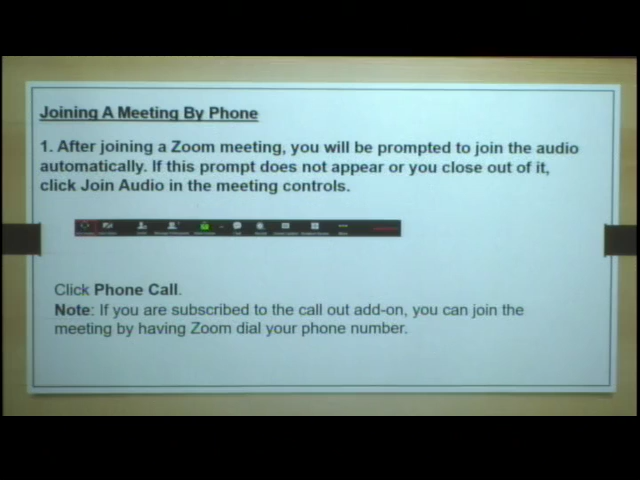 Joining A Meeting By Phone
1. After joining a Zoom meeting, you will be prompted to join the audio
automatically. If this prompt does not appear or you close out of it,
click Join Audio in the meeting controls.
Click Phone Call.
Note: If you are subscribed to the call out add-on, you can join the
meeting by having Zoom dial your phone number.